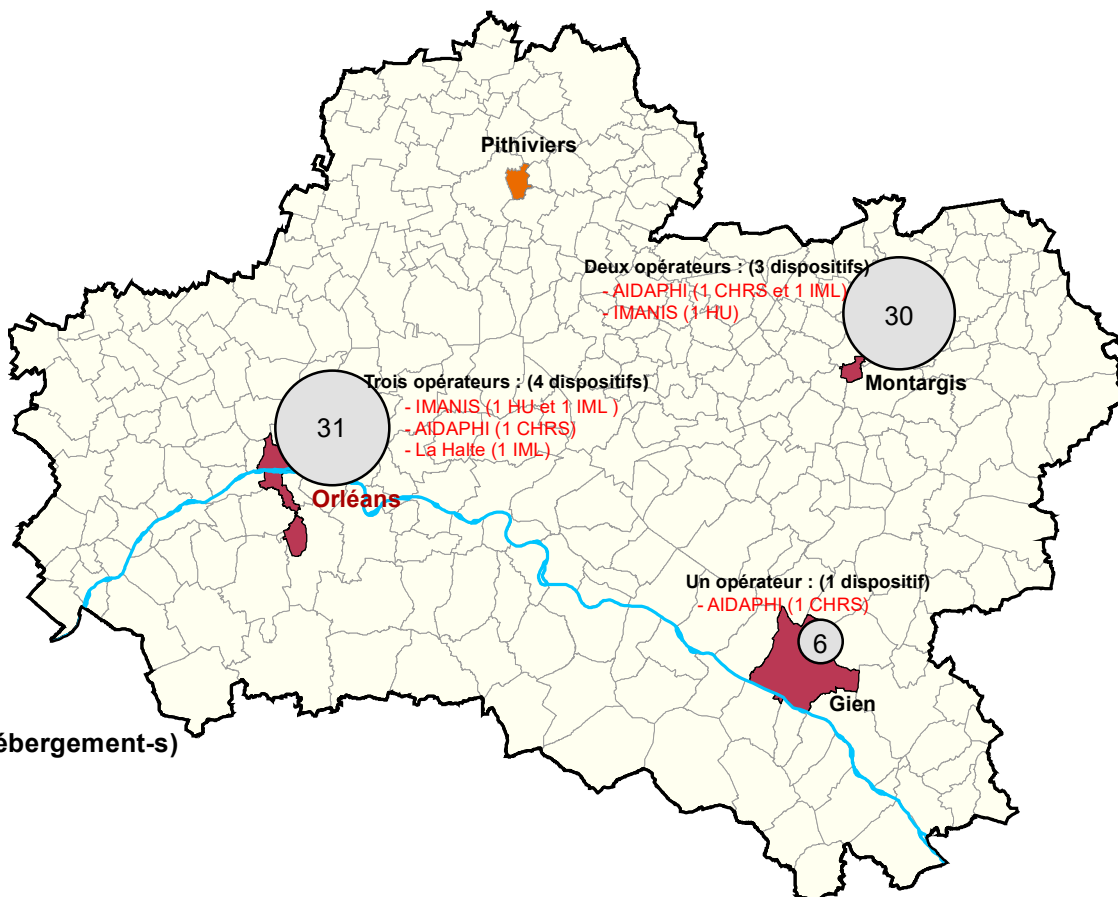 Pithiviers
Deux opérateurs : (3 dispositifs)
- AIDAPHI (1 CHRS et 1 IML)
- IMANIS (1 HU)
30
Montargis
Trois opérateurs : (4 dispositifs)
- IMANIS (1 HU et 1 IML )
- AIDAPHI (1 CHRS)
- La Halte (1 IML)
31
Orléans
Un opérateur : (1 dispositif)
- AIDAPHI (1 CHRS)
6
Gien
ébergement-s)